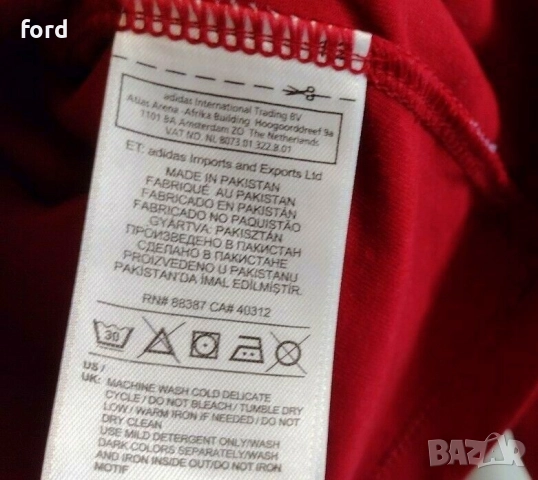 ford
adidas International Trading BV
Atlas Arena - Afrika Building Hoogoorddreef 9a
1101 BA Amsterdam ZO The Netherlands
VAT NO. NL 8073.01.322.B.01
ET: adidas Imports and Exports Ltd
MADE IN PAKISTAN
FABRIQUÉ AU PAKISTAN
FABRICADO EN PAKISTÁN
FABRICADO NO PAQUISTÃO
GYÁRTVA: PAKISZTÁN
ПРОИЗВЕДЕНО В ПАКИСТАН
СДЕЛАНО В ПАКИСТАНЕ
PROIZVEDENO U PAKISTANU
PAKİSTAN'DA İMAL EDİLMİŞTİR.
RN# 88387 CA# 40312
30
US /
UK: MACHINE WASH COLD DELICATE
CYCLE / DO NOT BLEACH / TUMBLE DRY
LOW / WARM IRON IF NEEDED / DO NOT
DRY CLEAN
USE MILD DETERGENT ONLY/WASH
DARK COLORS SEPARATELY/WASH
AND IRON INSIDE OUT/DO NOT IRON
MOTIF
BAZAR